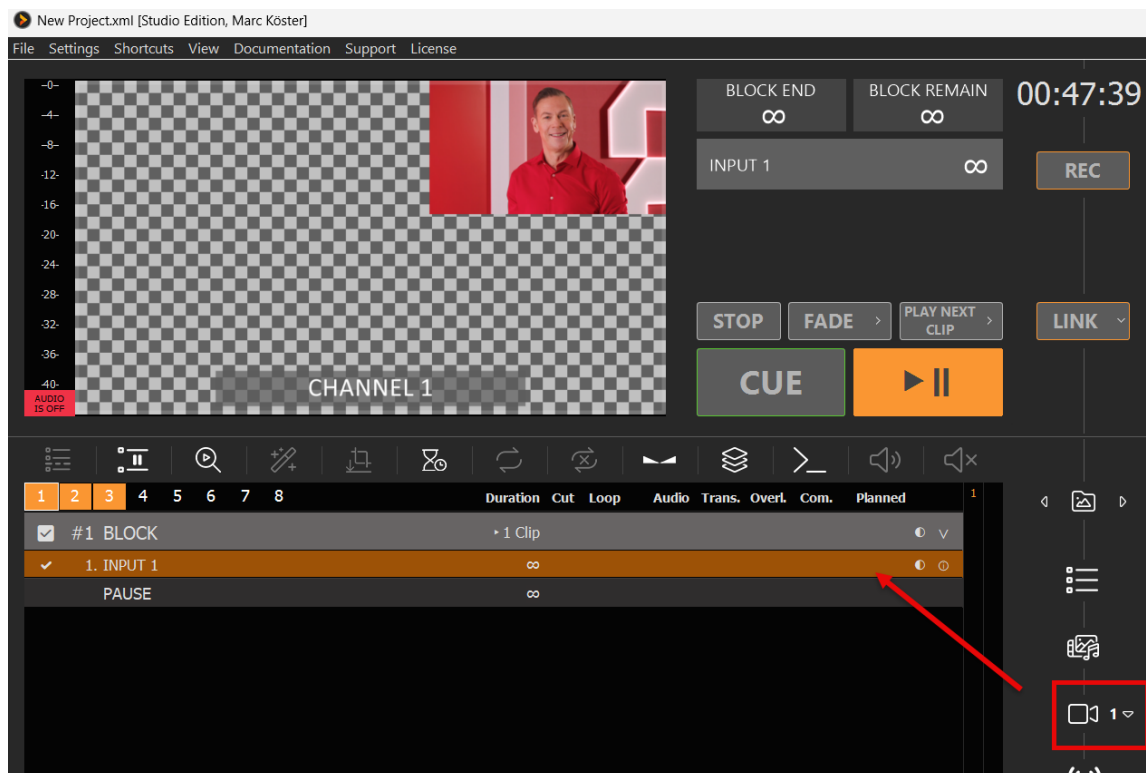 New Project.xml [Studio Edition, Marc Köster]
File Settings Shortcuts View Documentation Support License
-0-
-4-
-8-
-12-
-16-
-20-
-24-
-28-
-32-
-36-
-40-
AUDIO
IS OFF
CHANNEL 1
BLOCK END
∞
BLOCK REMAIN
∞
00:47:39
INPUT 1 ∞
REC
STOP
FADE
PLAY NEXT
CLIP
LINK
CUE
1 2 3 4 5 6 7 8 Duration Cut Loop Audio Trans. Overl. Com. Planned 1
#1 BLOCK 1 Clip
1. INPUT 1 ∞
PAUSE ∞
1